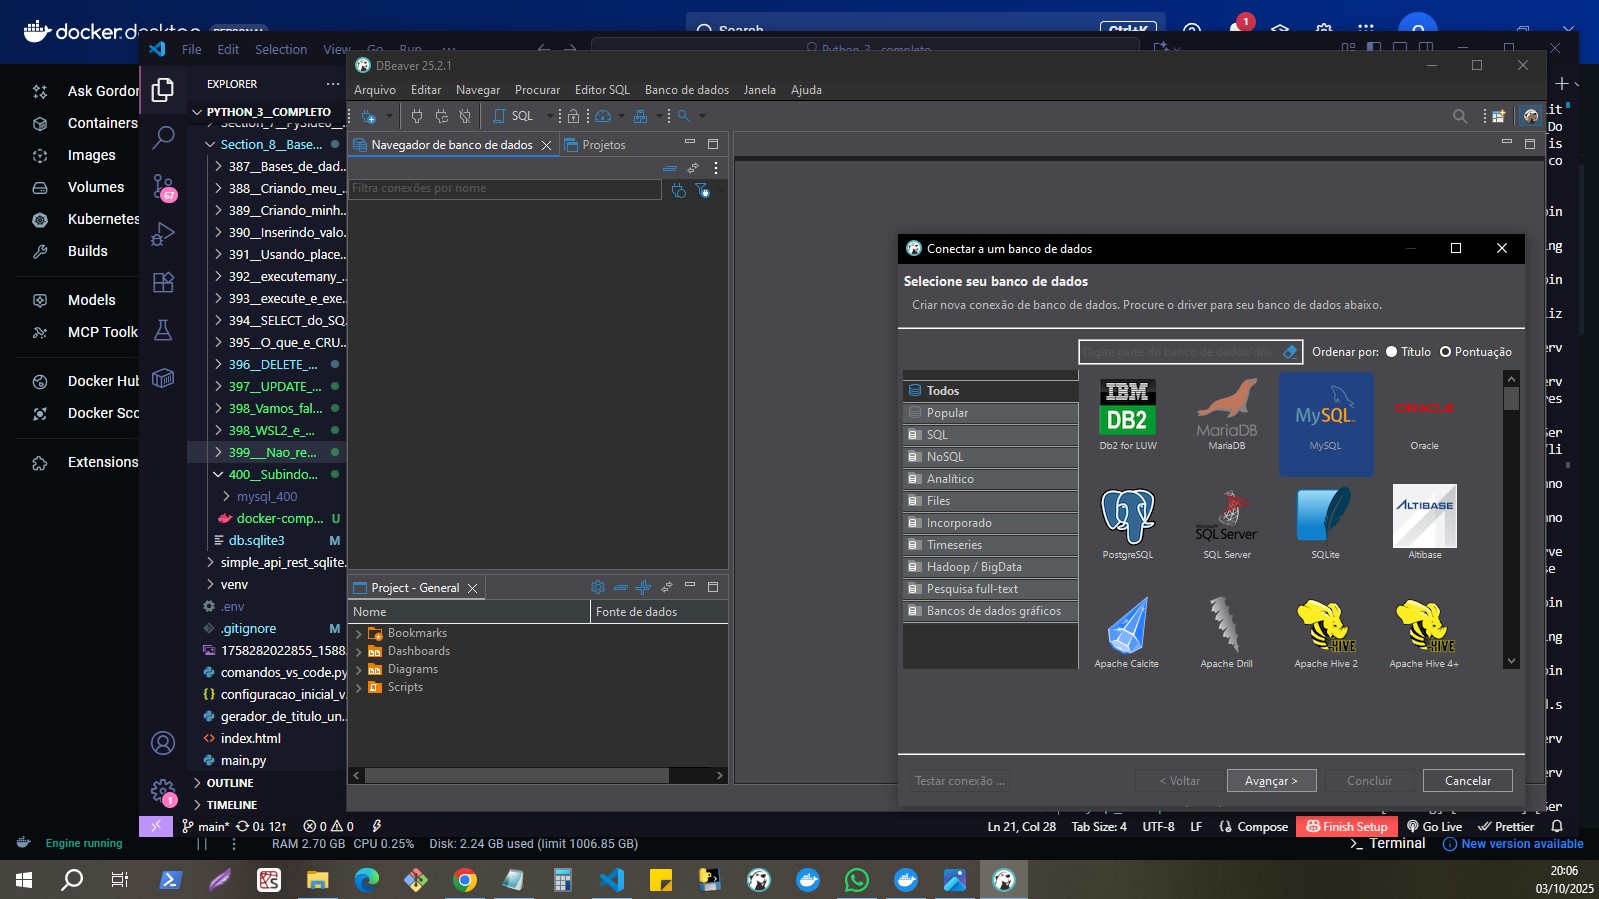 docker.desktop PERSONAL
Search
Ctrl+K
1
File Edit Selection View Go Run ...
Python_3__completo
Ask Gordon
Containers
Images
Volumes
Kubernetes
Builds
Models
MCP Toolk
Docker Hub
Docker Sco
Extensions
EXPLORER
PYTHON_3__COMPLETO
Section_7__PySide6_...
Section_8__Base...
387__Bases_de_dad...
388__Criando_meu_...
389__Criando_minh...
390__Inserindo_valo...
391__Usando_place...
392__executemany_...
393__execute_e_exe...
394__SELECT_do_SQ...
395__O_que_e_CRU...
396__DELETE_...
397__UPDATE_...
398_Vamos_fal...
398_WSL2_e_...
399___Nao_re...
400__Subindo...
mysql_400
docker-comp... U
db.sqlite3 M
simple_api_rest_sqlite...
venv
.env
.gitignore M
1758282022855_1588...
comandos_vs_code.py
configuracao_inicial_v...
gerador_de_titulo_un...
index.html
main.py
OUTLINE
TIMELINE
67
1
DBeaver 25.2.1
Arquivo Editar Navegar Procurar Editor SQL Banco de dados Janela Ajuda
SQL
Navegador de banco de dados
Projetos
Filtra conexões por nome
Project - General
Nome
Fonte de dados
Bookmarks
Dashboards
Diagrams
Scripts
Conectar a um banco de dados
Selecione seu banco de dados
Criar nova conexão de banco de dados. Procure o driver para seu banco de dados abaixo.
Digite parte do banco de dados/driv
Ordenar por: Título Pontuação
Todos
Popular
SQL
NoSQL
Analítico
Files
Incorporado
Timeseries
Hadoop / BigData
Pesquisa full-text
Bancos de dados gráficos
IBM DB2
MariaDB
MySQL
ORACLE
Db2 for LUW
MariaDB
MySQL
Oracle
Microsoft SQL Server
ALTIBASE
PostgreSQL
SQL Server
SQLite
Altibase
HIVE
HIVE
Apache Calcite
Apache Drill
Apache Hive 2
Apache Hive 4+
Testar conexão ...
< Voltar
Avançar >
Concluir
Cancelar
main* 0↓ 12↑ 0 0
Ln 21, Col 28 Tab Size: 4 UTF-8 LF Compose Finish Setup Go Live Prettier
Engine running
RAM 2.70 GB CPU 0.25% Disk: 2.24 GB used (limit 1006.85 GB)
Terminal
New version available
20:06
03/10/2025